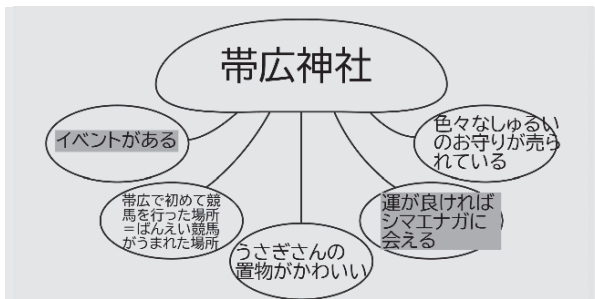 帯広神社
イベントがある
色々なしゅるい
のお守りが売ら
れている
帯広で初めて競
馬を行った場所
＝ばんえい競馬
がうまれた場所
運が良ければ
シマエナガに
会える
うさぎさんの
置物がかわいい